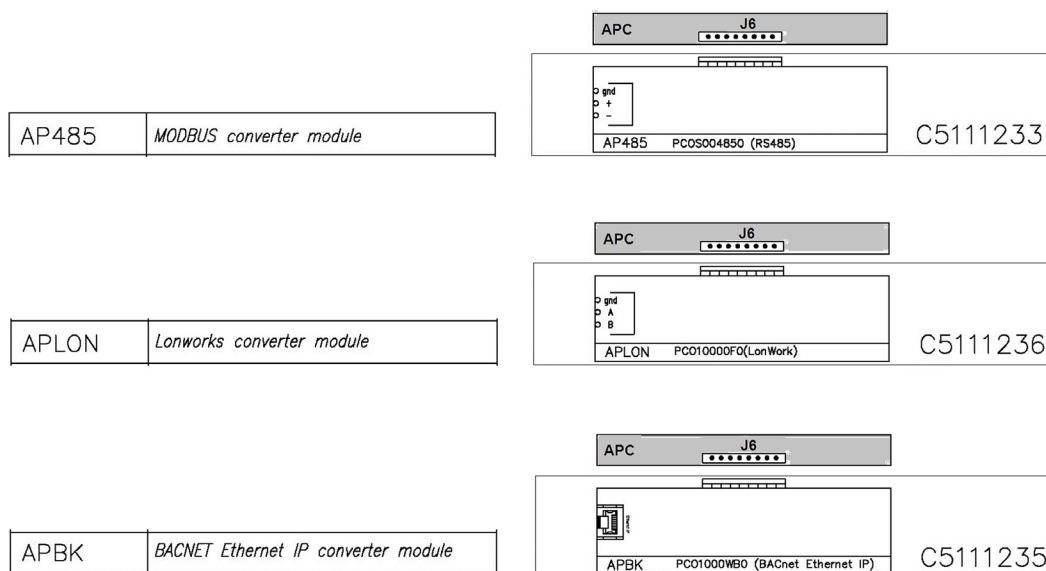 APC J6
gnd
+
-
AP485 MODBUS converter module
AP485 PCOS004850 (RS485)
C5111233
APC J6
gnd
A
B
APLON Lonworks converter module
APLON PCO10000F0(LonWork)
C5111236
APC J6
APBK BACNET Ethernet IP converter module
APBK PCO1000WB0 (BACnet Ethernet IP)
C5111235